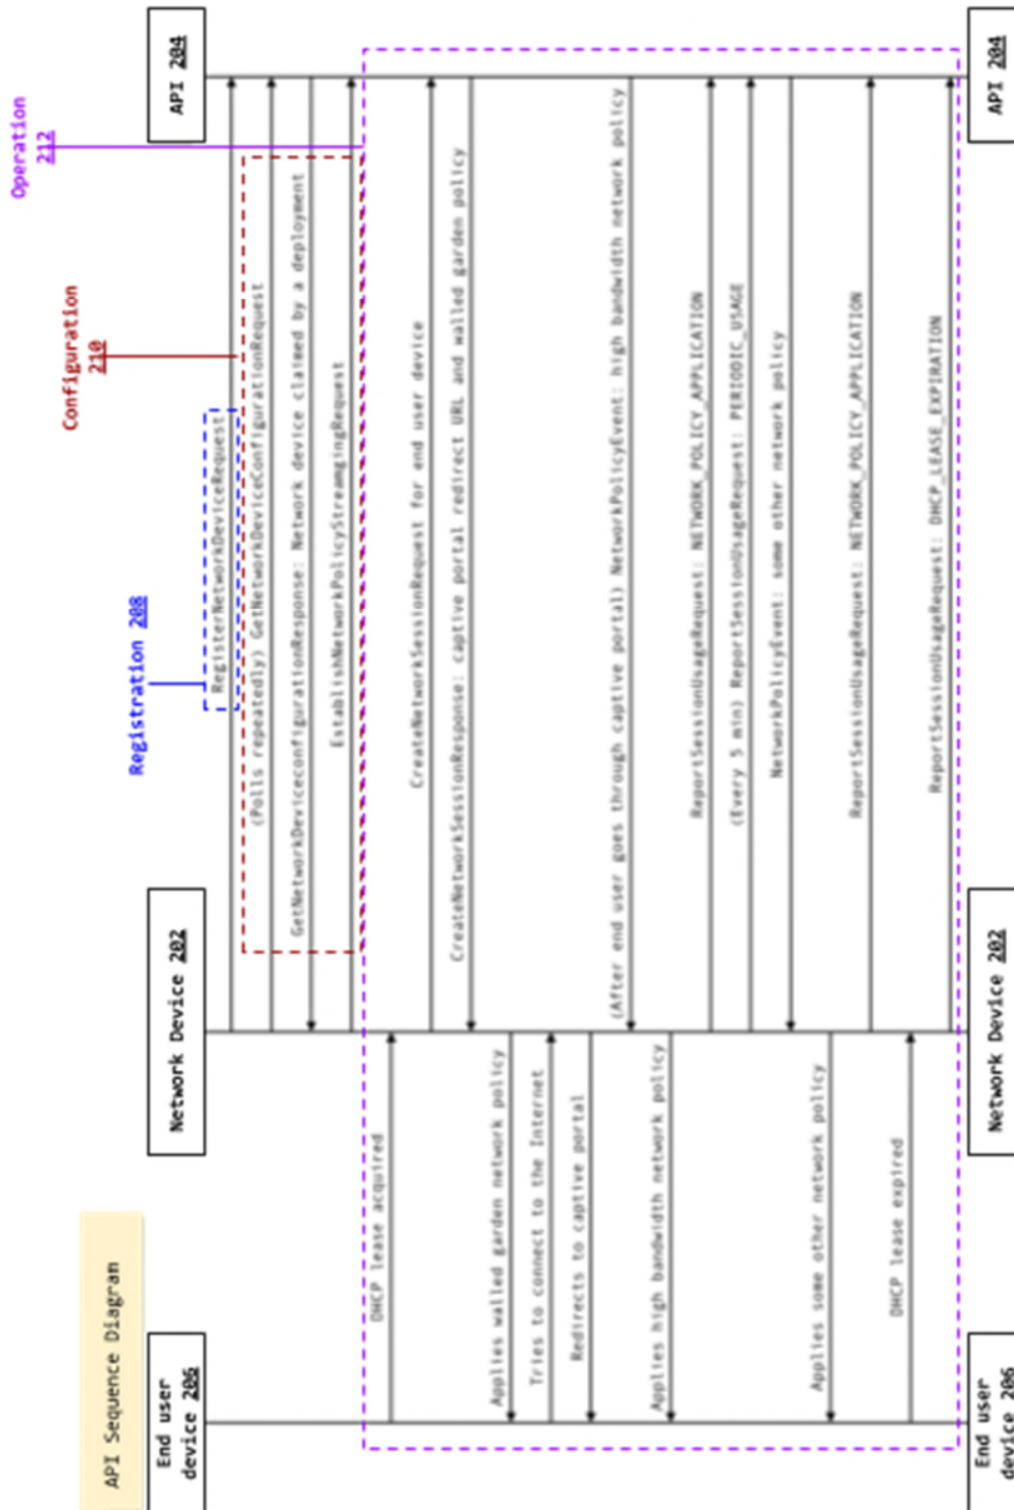 API Sequence Diagram
Registration 208
Configuration
210
Operation
212
End user
device 206
Network Device 202
API 204
RegisterNetworkDeviceRequest
(Polls repeatedly) GetNetworkDeviceConfigurationRequest
GetNetworkDeviceconfigurationResponse: Network device claimed by a deployment
EstablishNetworkPolicyStreamgingRequest
DHCP lease acquired
CreateNetworkSessionRequest for end user device
CreateNetworkSessionResponse: captive portal redirect URL and walled garden policy
Applies walled garden network policy
Tries to connect to the Internet
Redirects to captive portal
(After end user goes through captive portal) NetworkPolicyEvent: high bandwidth network policy
Applies high bandwidth network policy
ReportSessionUsageRequest: NETWORK_POLICY_APPLICATION
(Every 5 min) ReportSessionUsageRequest: PERIODIC_USAGE
NetworkPolicyEvent: some other network policy
Applies some other network policy
ReportSessionUsageRequest: NETWORK_POLICY_APPLICATION
DHCP lease expired
ReportSessionUsageRequest: DHCP_LEASE_EXPIRATION
End user
device 206
Network Device 202
API 204